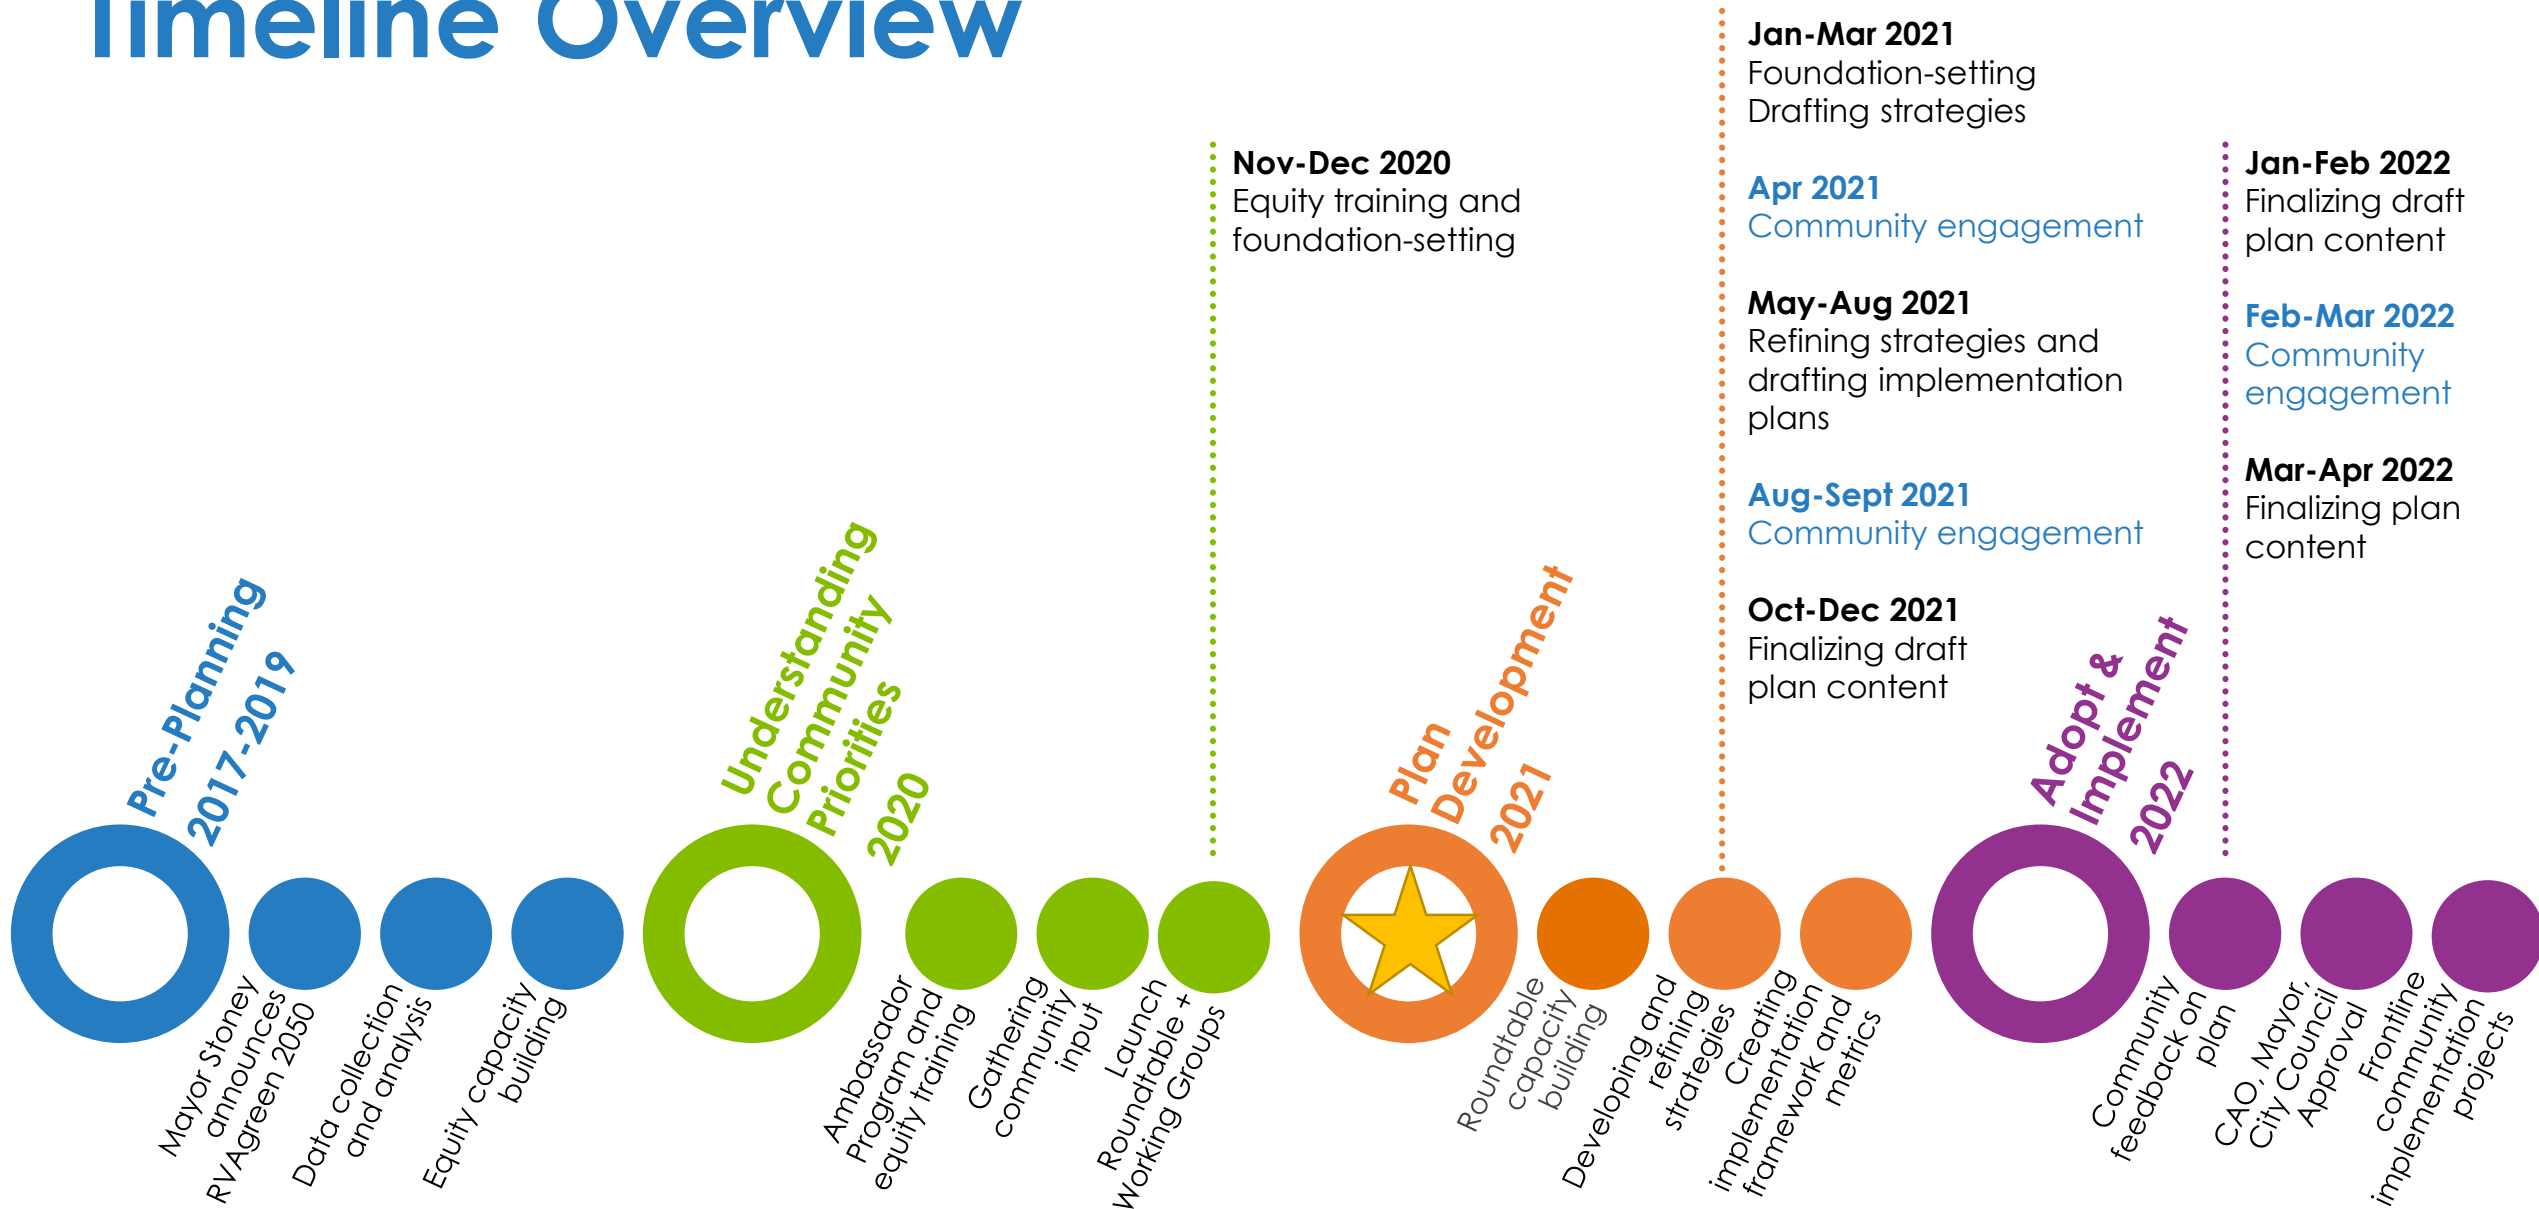 Timeline Overview
Nov-Dec 2020
Equity training and
foundation-setting
Jan-Mar 2021
Foundation-setting
Drafting strategies
Apr 2021
Community engagement
May-Aug 2021
Refining strategies and
drafting implementation
plans
Aug-Sept 2021
Community engagement
Oct-Dec 2021
Finalizing draft
plan content
Jan-Feb 2022
Finalizing draft
plan content
Feb-Mar 2022
Community
engagement
Mar-Apr 2022
Finalizing plan
content
Pre-Planning
2017-2019
Understanding
Community
Priorities
2020
Plan
Development
2021
Adopt &
Implement
2022
Mayor Stoney
announces
RVAgreen 2050
Data collection
and analysis
Equity capacity
building
Ambassador
Program and
equity training
Gathering
community
input
Launch
Roundtable +
Working Groups
Roundtable
capacity
building
Developing and
refining
strategies
Creating
implementation
framework and
metrics
Community
feedback on
plan
CAO, Mayor,
City Council
Approval
Frontline
community
implementation
projects